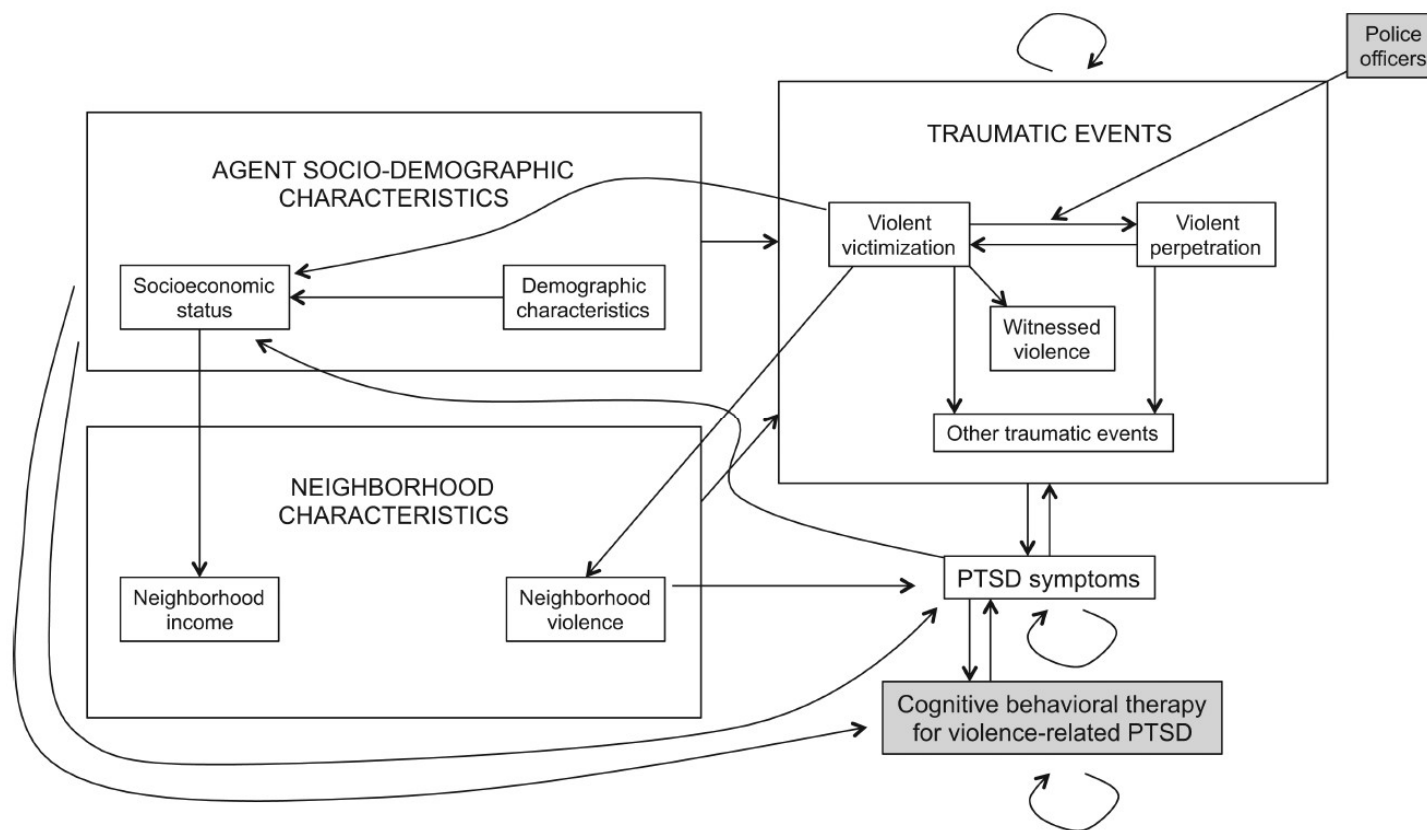 Police
officers
TRAUMATIC EVENTS
AGENT SOCIO-DEMOGRAPHIC
CHARACTERISTICS
Violent
victimization
Violent
perpetration
Socioeconomic
status
Demographic
characteristics
Witnessed
violence
Other traumatic events
NEIGHBORHOOD
CHARACTERISTICS
PTSD symptoms
Neighborhood
income
Neighborhood
violence
Cognitive behavioral therapy
for violence-related PTSD